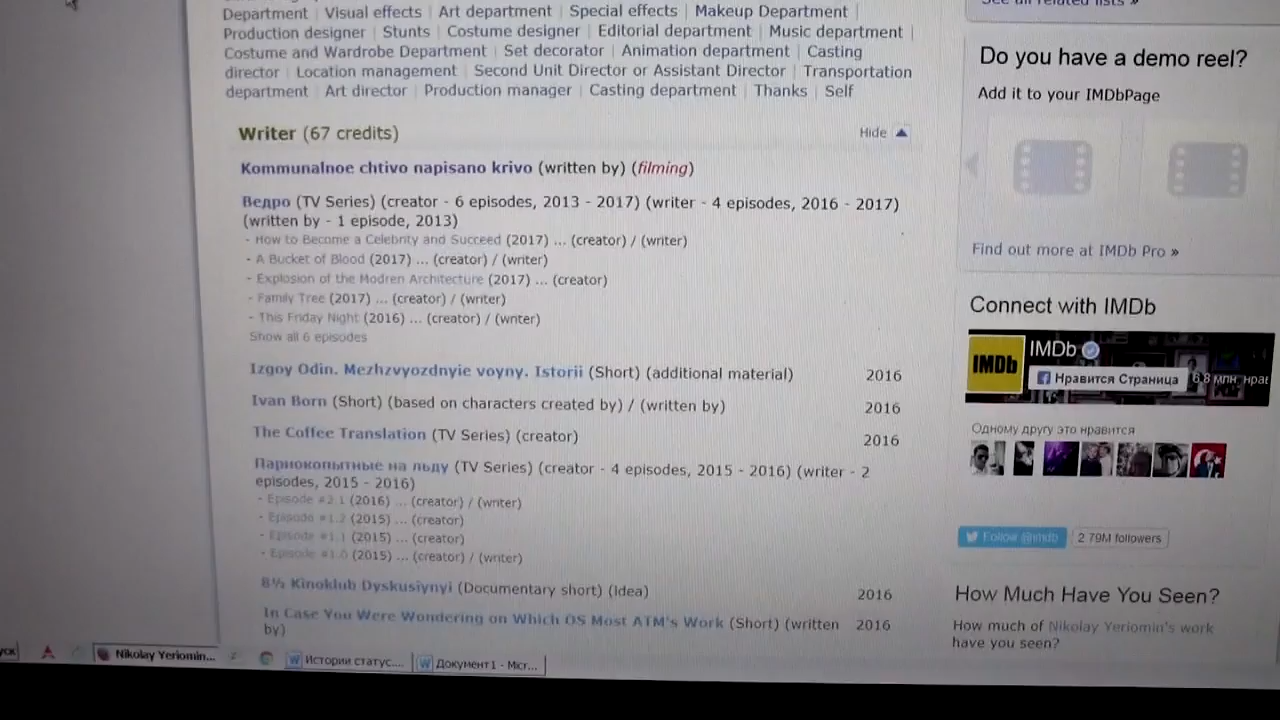 Department | Visual effects | Art department | Special effects | Makeup Department |
Production designer | Stunts | Costume designer | Editorial department | Music department |
Costume and Wardrobe Department | Set decorator | Animation department | Casting
director | Location management | Second Unit Director or Assistant Director | Transportation
department | Art director | Production manager | Casting department | Thanks | Self
Writer (67 credits)
Hide
Kommunalnoe chtivo napisano krivo (written by) (filming)
Ведро (TV Series) (creator - 6 episodes, 2013 - 2017) (writer - 4 episodes, 2016 - 2017)
(written by - 1 episode, 2013)
- How to Become a Celebrity and Succeed (2017) ... (creator) / (writer)
- A Bucket of Blood (2017) ... (creator) / (writer)
- Explosion of the Modren Architecture (2017) ... (creator)
- Family Tree (2017) ... (creator) / (writer)
- This Friday Night (2016) ... (creator) / (writer)
Show all 6 episodes
Izgoy Odin. Mezhzvyozdnyie voyny. Istorii (Short) (additional material) 2016
Ivan Born (Short) (based on characters created by) / (written by) 2016
The Coffee Translation (TV Series) (creator) 2016
Парнокопытные на льду (TV Series) (creator - 4 episodes, 2015 - 2016) (writer - 2
episodes, 2015 - 2016)
- Episode #2.1 (2016) ... (creator) / (writer)
- Episode #1.2 (2015) ... (creator)
- Episode #1.1 (2015) ... (creator)
- Episode #1.0 (2015) ... (creator) / (writer)
8½ Kinoklub Dyskusiynyi (Documentary short) (Idea) 2016
In Case You Were Wondering on Which OS Most ATM's Work (Short) (written 2016
by)
See all related lists »
Do you have a demo reel?
Add it to your IMDbPage
Find out more at IMDb Pro »
Connect with IMDb
IMDb
IMDb
Нравится Страница
6,8 млн нрав
Одному другу это нравится
Follow @imdb
2.79M followers
How Much Have You Seen?
How much of Nikolay Yeriomin's work
have you seen?
уск
Nikolay Yeriomin...
Истории статус....
Документ1 - Micr...